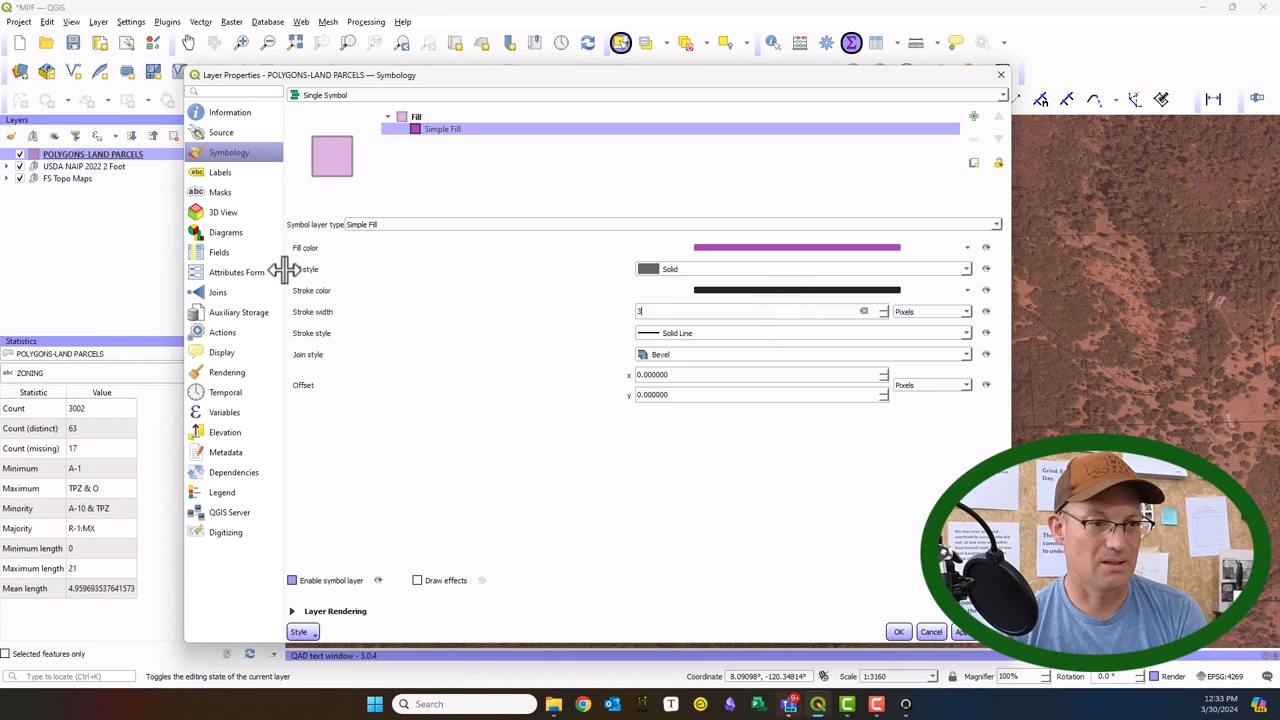 *MPF — QGIS
Project Edit View Layer Settings Plugins Vector Raster Database Web Mesh Processing Help
Layer Properties - POLYGONS-LAND PARCELS — Symbology
Layers
POLYGONS-LAND PARCELS
USDA NAIP 2022 2 Foot
FS Topo Maps
Information
Source
Symbology
Labels
Masks
3D View
Diagrams
Fields
Attributes Form
Joins
Auxiliary Storage
Actions
Display
Rendering
Temporal
Variables
Elevation
Metadata
Dependencies
Legend
QGIS Server
Digitizing
Single Symbol
Fill
Simple Fill
Symbol layer type Simple Fill
Fill color
style Solid
Stroke color
Stroke width 3 Pixels
Stroke style Solid Line
Join style Bevel
Offset x 0.000000 Pixels
y 0.000000
Enable symbol layer Draw effects
Layer Rendering
Style OK Cancel
Statistics
POLYGONS-LAND PARCELS
abc ZONING
Statistic Value
Count 3002
Count (distinct) 63
Count (missing) 17
Minimum A-1
Maximum TPZ & O
Minority A-10 & TPZ
Majority R-1:MX
Minimum length 0
Maximum length 21
Mean length 4.959693537641573
Selected features only
QAD text window - 3.0.4
Type to locate (Ctrl+K) Toggles the editing state of the current layer Coordinate 8.09098°, -120.34814° Scale 1:3160 Magnifier 100% Rotation 0.0 ° Render EPSG:4269
Search
12:33 PM
3/30/2024